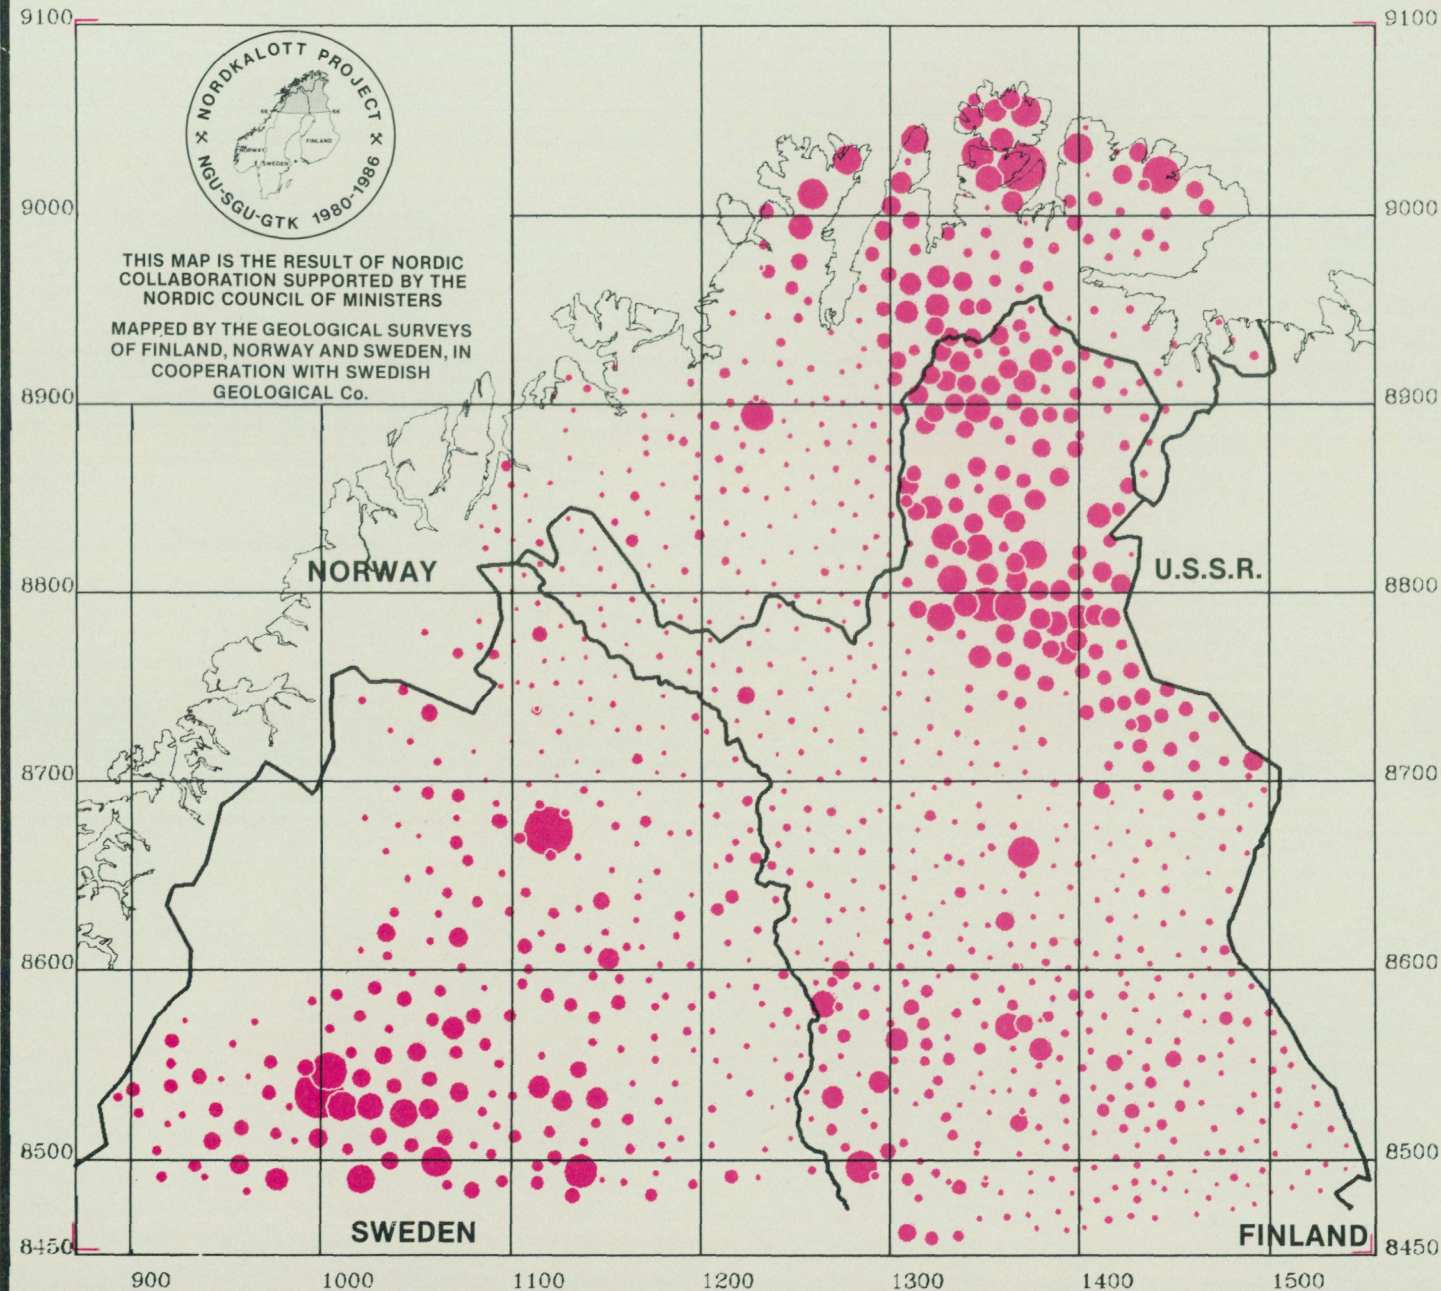 9100
9100
NORDKALOTT PROJECT
NGU-SGU-GTK 1980-1986
NORWAY
SWEDEN
FINLAND
66
66
THIS MAP IS THE RESULT OF NORDIC
COLLABORATION SUPPORTED BY THE
NORDIC COUNCIL OF MINISTERS
MAPPED BY THE GEOLOGICAL SURVEYS
OF FINLAND, NORWAY AND SWEDEN, IN
COOPERATION WITH SWEDISH
GEOLOGICAL Co.
9000
9000
8900
8900
NORWAY
U.S.S.R.
8800
8800
8700
8700
8600
8600
8500
8500
SWEDEN
FINLAND
8450
8450
900
1000
1100
1200
1300
1400
1500